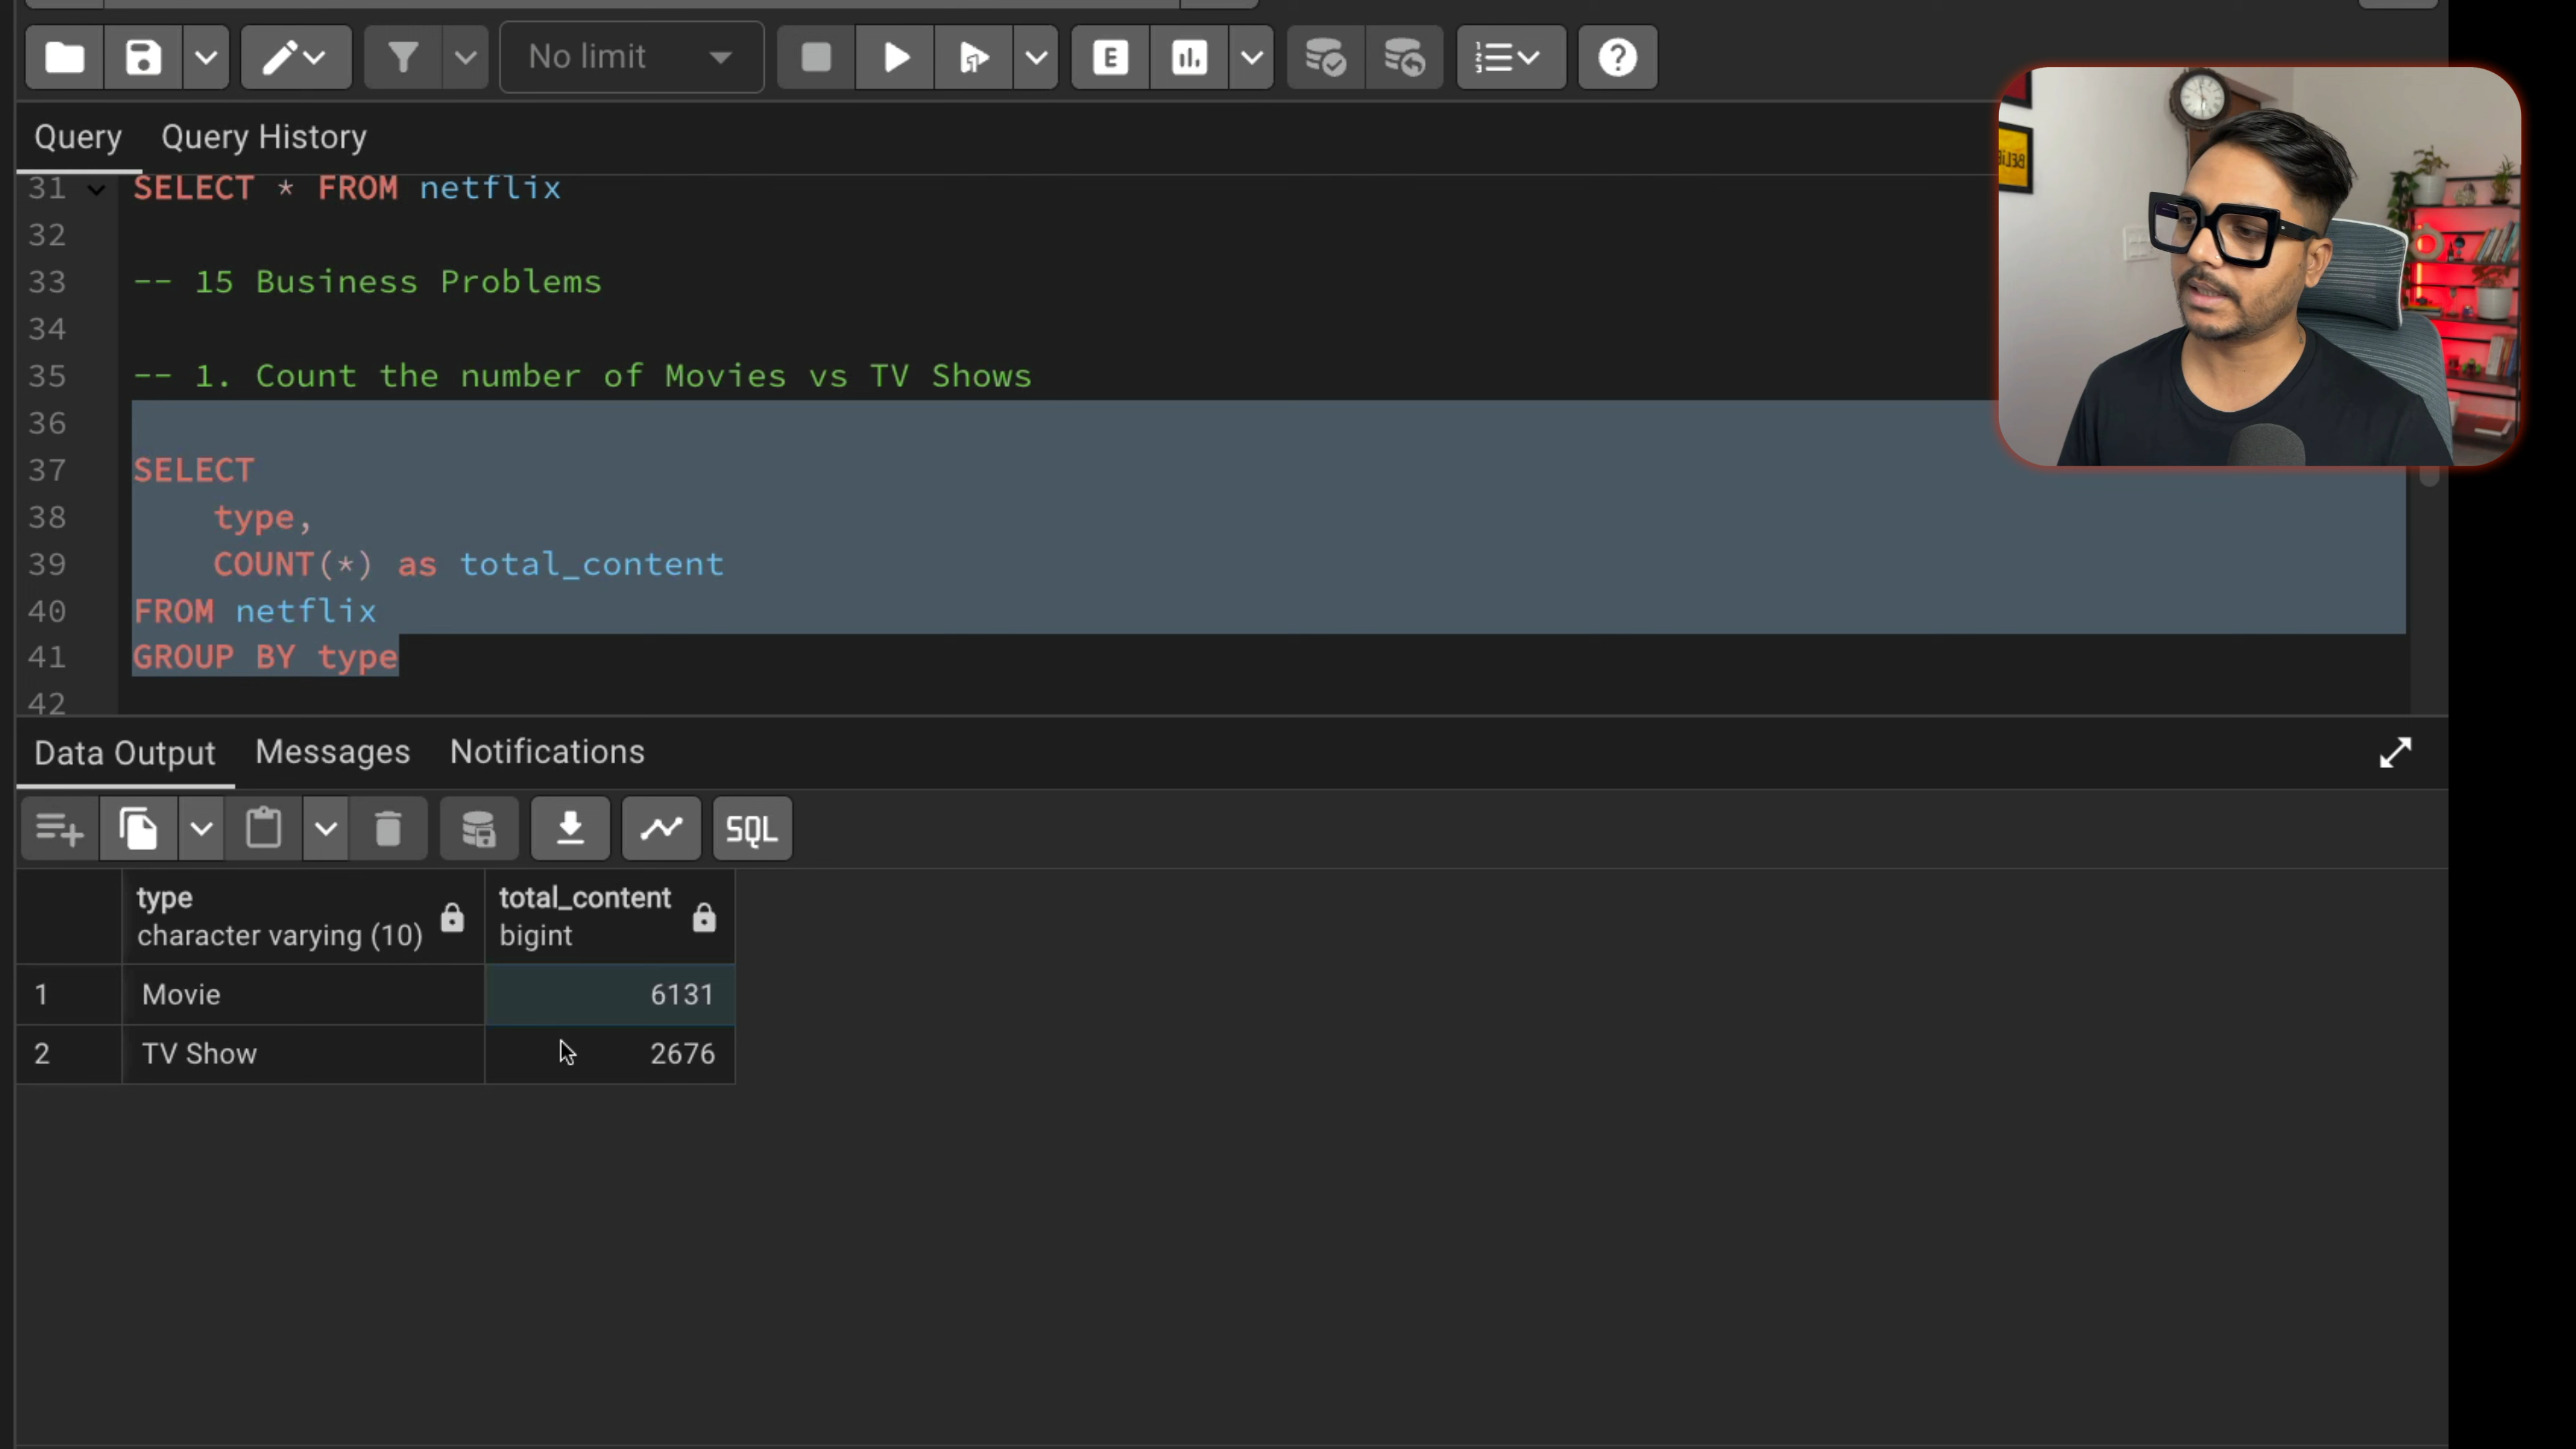 No limit
E
Query Query History
31 SELECT * FROM netflix
32
33 -- 15 Business Problems
34
35 -- 1. Count the number of Movies vs TV Shows
36
37 SELECT
38 type,
39 COUNT(*) as total_content
40 FROM netflix
41 GROUP BY type
42
Data Output Messages Notifications
SQL
type total_content
character varying (10) bigint
1 Movie 6131
2 TV Show 2676